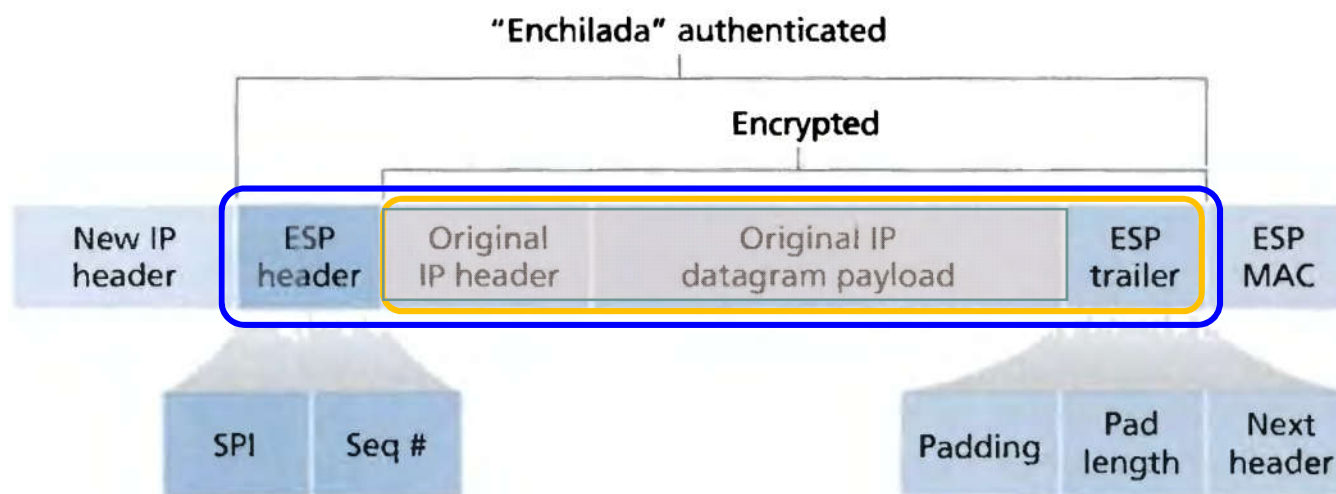 “Enchilada” authenticated
Encrypted
New IP
header
ESP
header
Original
IP header
Original IP
datagram payload
ESP
trailer
ESP
MAC
SPI
Seq #
Padding
Pad
length
Next
header